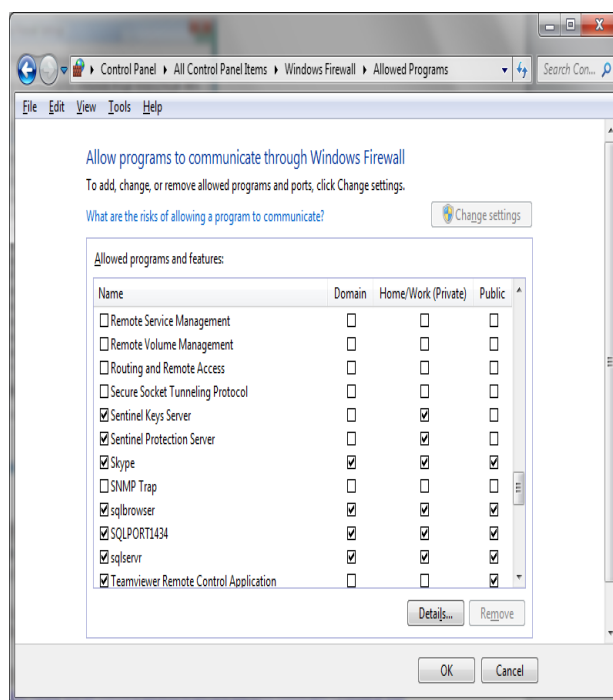 Control Panel ▸ All Control Panel Items ▸ Windows Firewall ▸ Allowed Programs
Search Con...
File Edit View Tools Help
Allow programs to communicate through Windows Firewall
To add, change, or remove allowed programs and ports, click Change settings.
What are the risks of allowing a program to communicate?
Change settings
Allowed programs and features:
Name Domain Home/Work (Private) Public
Remote Service Management
Remote Volume Management
Routing and Remote Access
Secure Socket Tunneling Protocol
Sentinel Keys Server
Sentinel Protection Server
Skype
SNMP Trap
sqlbrowser
SQLPORT1434
sqlservr
Teamviewer Remote Control Application
Details... Remove
OK Cancel